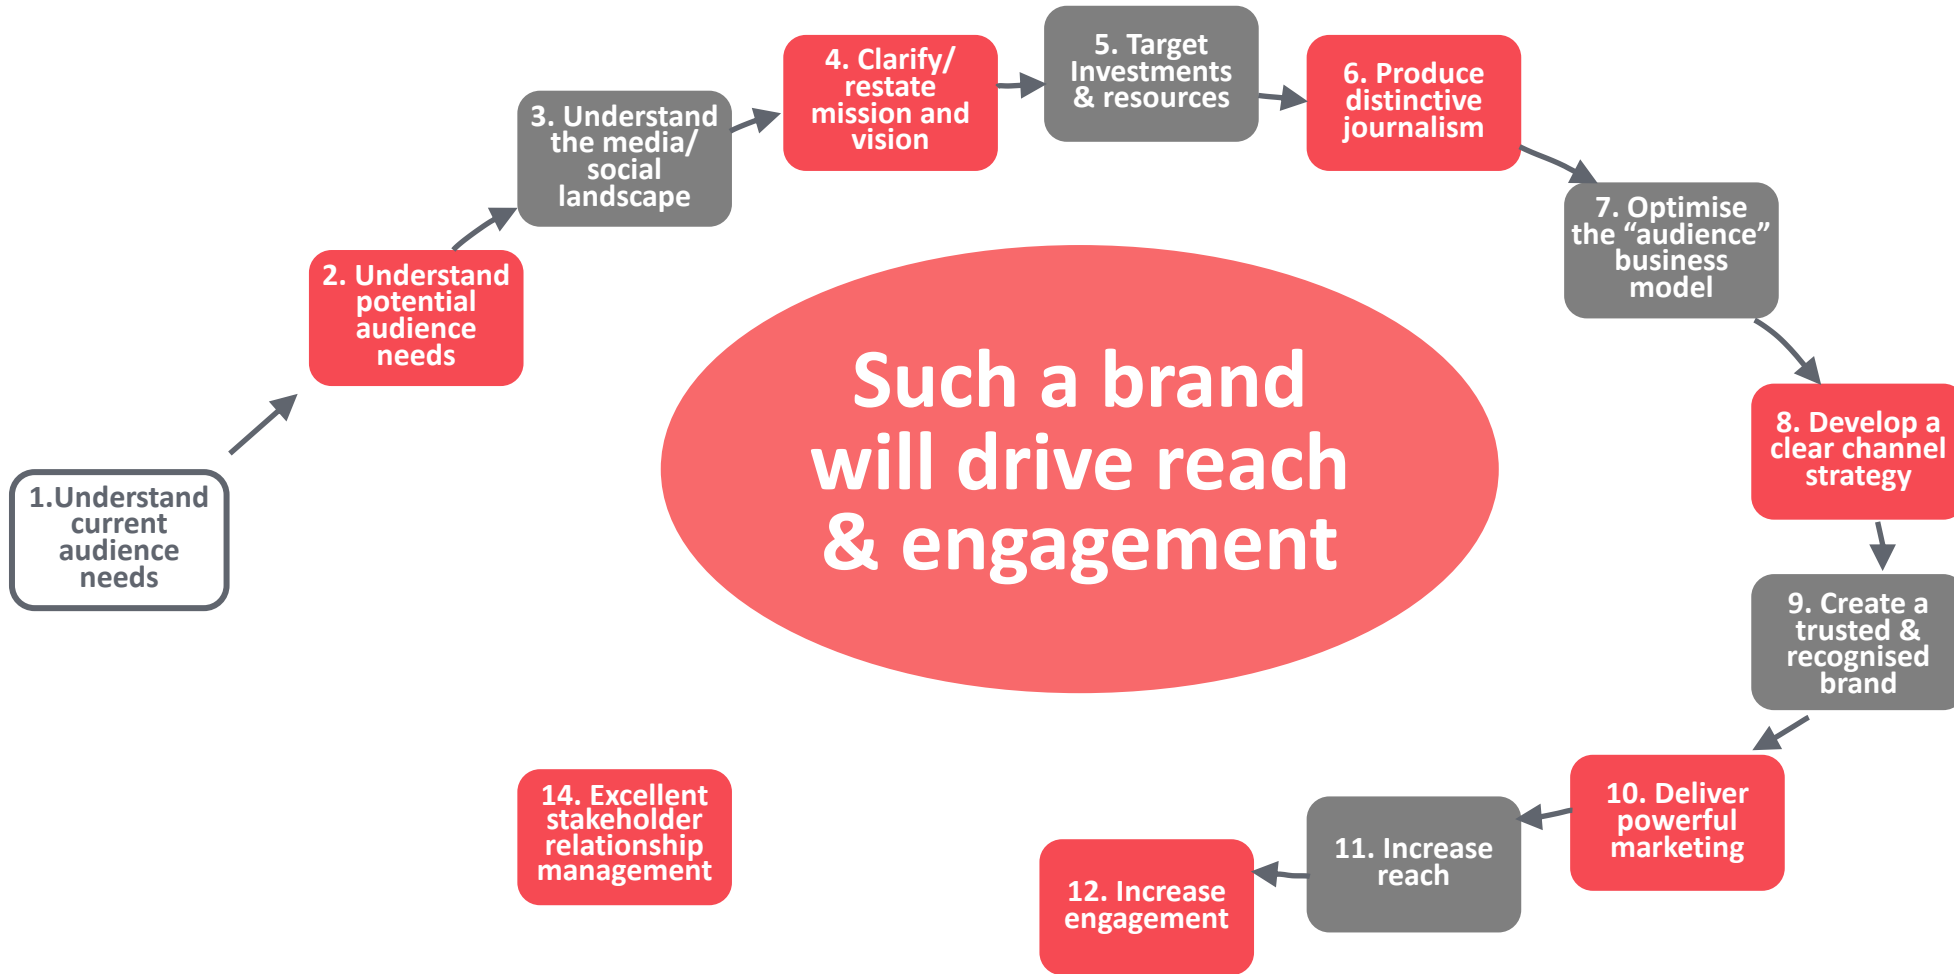 1.Understand
current
audience
needs
2. Understand
potential
audience
needs
3. Understand
the media/
social
landscape
4. Clarify/
restate
mission and
vision
5. Target
Investments
& resources
6. Produce
distinctive
journalism
7. Optimise
the “audience”
business
model
8. Develop a
clear channel
strategy
9. Create a
trusted &
recognised
brand
10. Deliver
powerful
marketing
11. Increase
reach
12. Increase
engagement
14. Excellent
stakeholder
relationship
management
Such a brand
will drive reach
& engagement